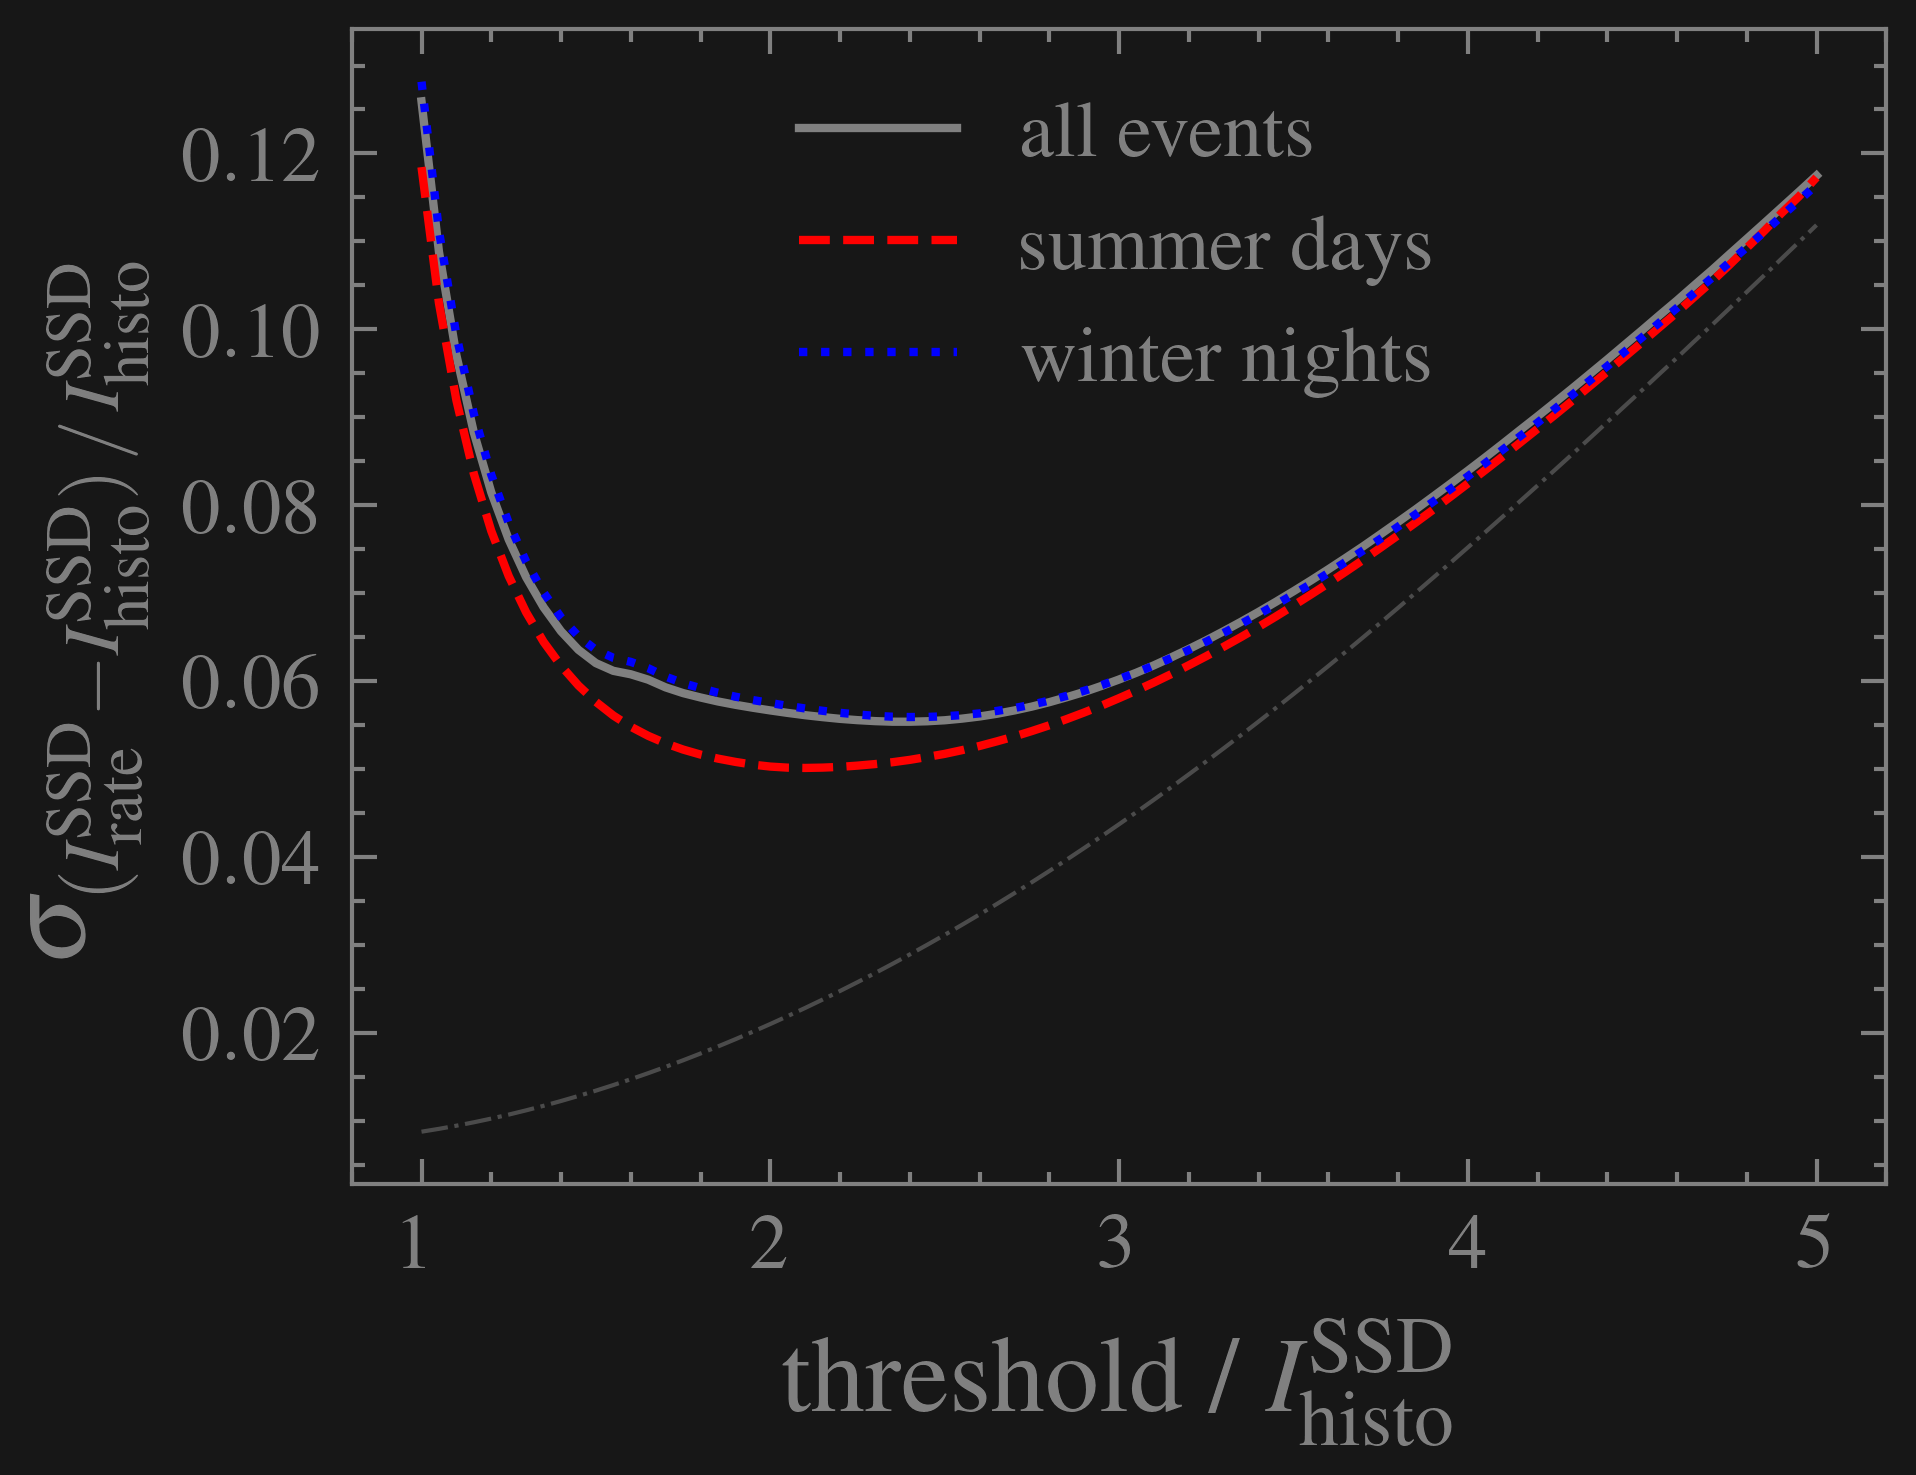 all events
summer days
winter nights
0.12
0.10
0.08
0.06
0.04
0.02
σ(I^SSD_rate − I^SSD_histo) / I^SSD_histo
1 2 3 4 5
threshold / I^SSD_histo